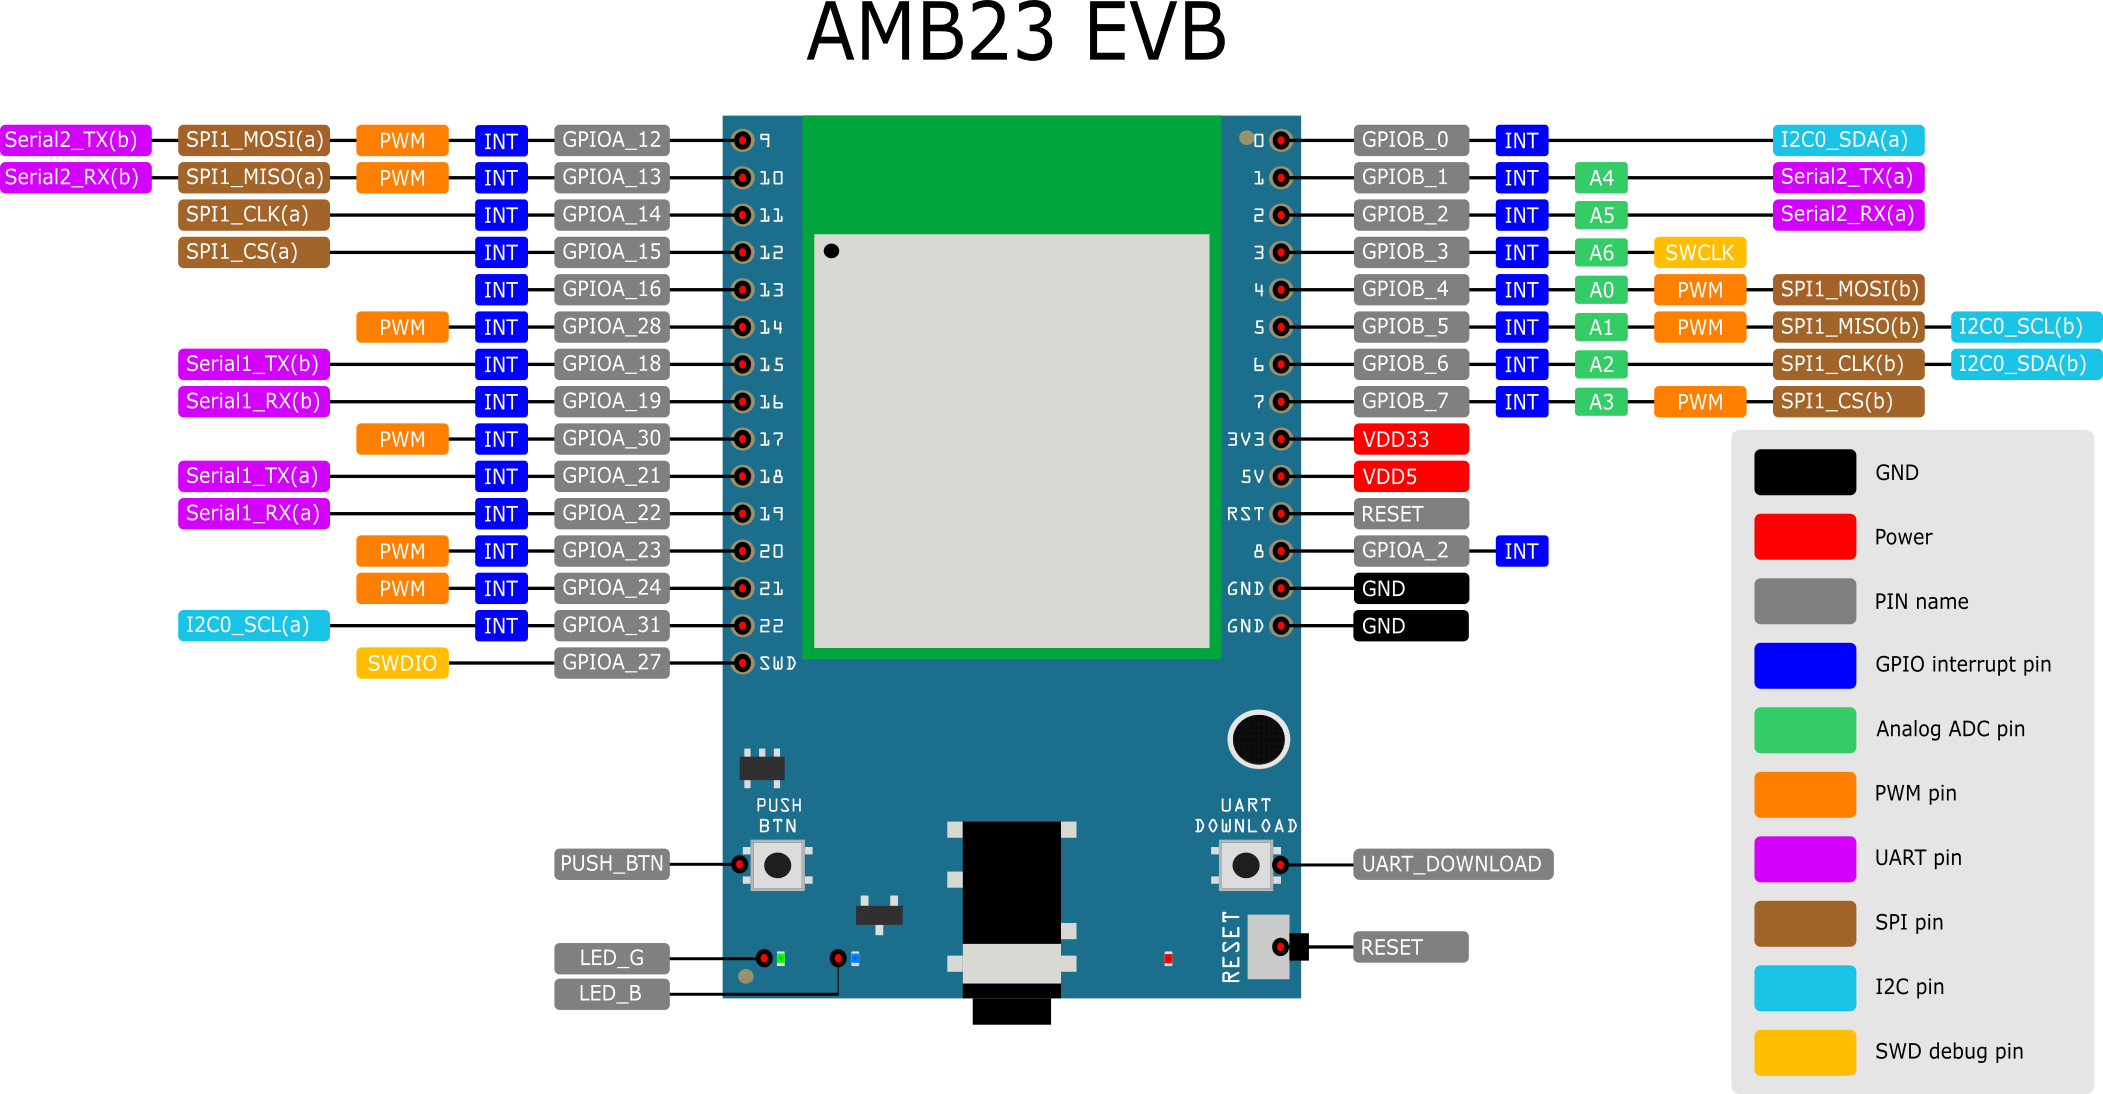 AMB23 EVB
Serial2_TX(b) SPI1_MOSI(a) PWM INT GPIOA_12 9 0 GPIOB_0 INT I2C0_SDA(a)
Serial2_RX(b) SPI1_MISO(a) PWM INT GPIOA_13 10 1 GPIOB_1 INT A4 Serial2_TX(a)
SPI1_CLK(a) INT GPIOA_14 11 2 GPIOB_2 INT A5 Serial2_RX(a)
SPI1_CS(a) INT GPIOA_15 12 3 GPIOB_3 INT A6 SWCLK
INT GPIOA_16 13 4 GPIOB_4 INT A0 PWM SPI1_MOSI(b)
PWM INT GPIOA_28 14 5 GPIOB_5 INT A1 PWM SPI1_MISO(b) I2C0_SCL(b)
Serial1_TX(b) INT GPIOA_18 15 6 GPIOB_6 INT A2 SPI1_CLK(b) I2C0_SDA(b)
Serial1_RX(b) INT GPIOA_19 16 7 GPIOB_7 INT A3 PWM SPI1_CS(b)
PWM INT GPIOA_30 17 3V3 VDD33
Serial1_TX(a) INT GPIOA_21 18 5V VDD5
Serial1_RX(a) INT GPIOA_22 19 RST RESET
PWM INT GPIOA_23 20 8 GPIOA_2 INT
PWM INT GPIOA_24 21 GND GND
I2C0_SCL(a) INT GPIOA_31 22 GND GND
SWDIO GPIOA_27 SWD
PUSH
BTN
UART
DOWNLOAD
PUSH_BTN
UART_DOWNLOAD
RESET
RESET
LED_G
LED_B
GND
Power
PIN name
GPIO interrupt pin
Analog ADC pin
PWM pin
UART pin
SPI pin
I2C pin
SWD debug pin